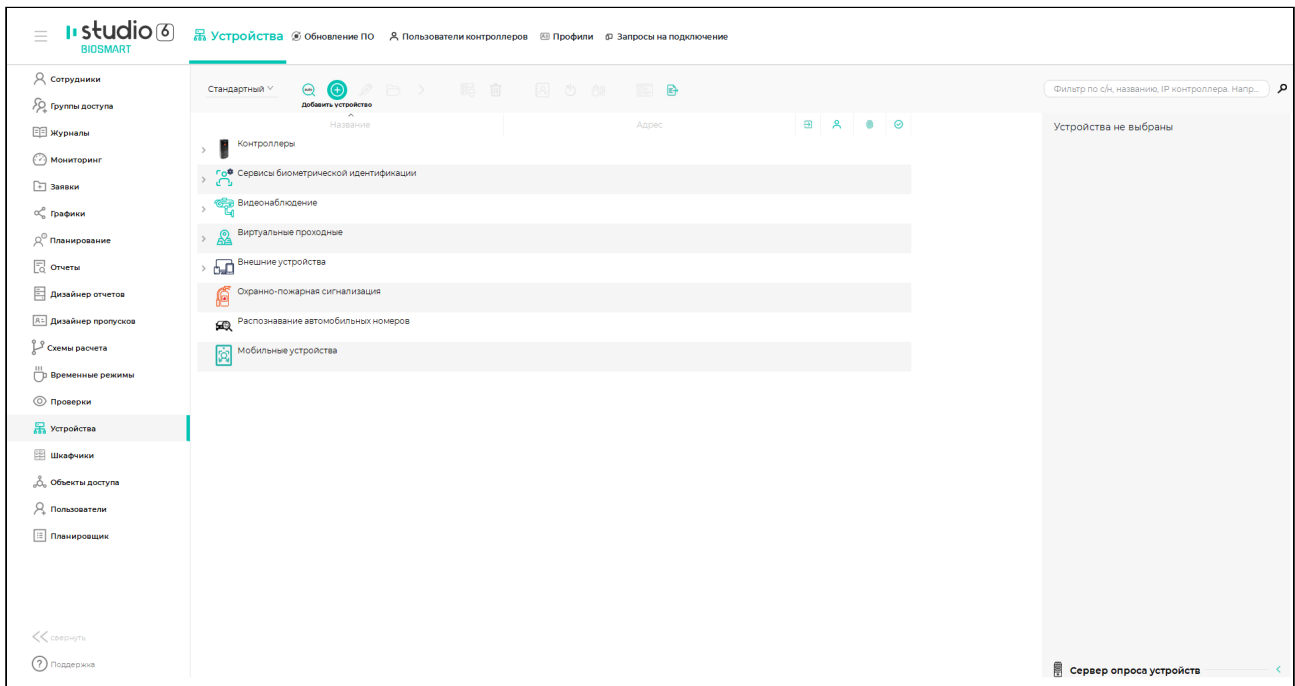 studio 6
BIOSMART
Устройства
Обновление ПО
Пользователи контроллеров
Профили
Запросы на подключение
Сотрудники
Группы доступа
Журналы
Мониторинг
Заявки
Графики
Планирование
Отчеты
Дизайнер отчетов
Дизайнер пропусков
Схемы расчета
Временные режимы
Проверки
Устройства
Шкафчики
Объекты доступа
Пользователи
Планировщик
свернуть
Поддержка
Стандартный
Добавить устройство
Название
Адрес
Контроллеры
Сервисы биометрической идентификации
Видеонаблюдение
Виртуальные проходные
Внешние устройства
Охранно-пожарная сигнализация
Распознавание автомобильных номеров
Мобильные устройства
Фильтр по с/н, названию, IP контроллера. Напр...
Устройства не выбраны
Сервер опроса устройств